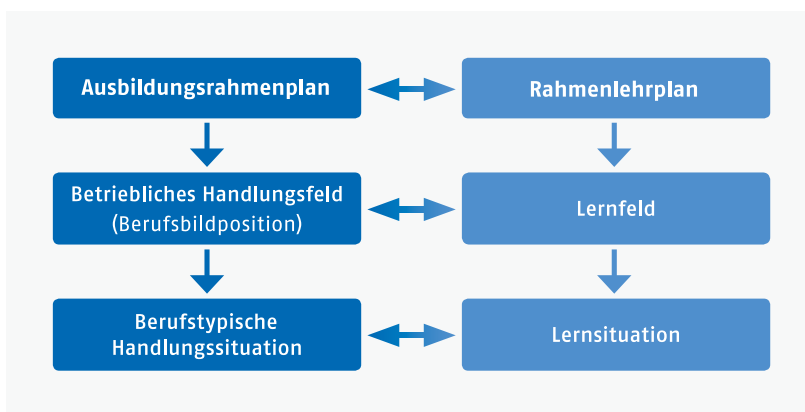 Ausbildungsrahmenplan
Rahmenlehrplan
Betriebliches Handlungsfeld
(Berufsbildposition)
Lernfeld
Berufstypische
Handlungssituation
Lernsituation